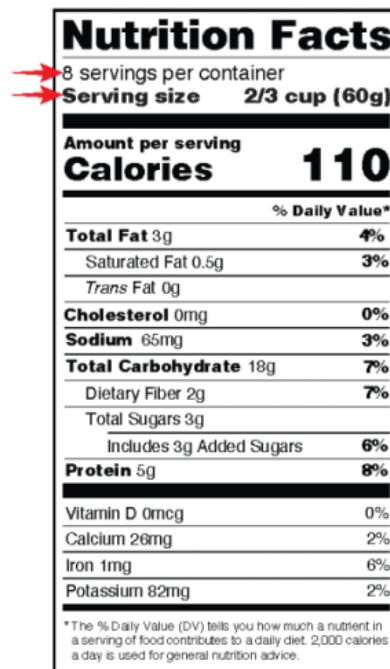 Nutrition Facts
8 servings per container
Serving size 2/3 cup (60g)
Amount per serving
Calories 110
% Daily Value*
Total Fat 3g 4%
Saturated Fat 0.5g 3%
Trans Fat 0g
Cholesterol 0mg 0%
Sodium 65mg 3%
Total Carbohydrate 18g 7%
Dietary Fiber 2g 7%
Total Sugars 3g
Includes 3g Added Sugars 6%
Protein 5g 8%
Vitamin D 0mcg 0%
Calcium 26mg 2%
Iron 1mg 6%
Potassium 82mg 2%
*The % Daily Value (DV) tells you how much a nutrient in
a serving of food contributes to a daily diet. 2,000 calories
a day is used for general nutrition advice.